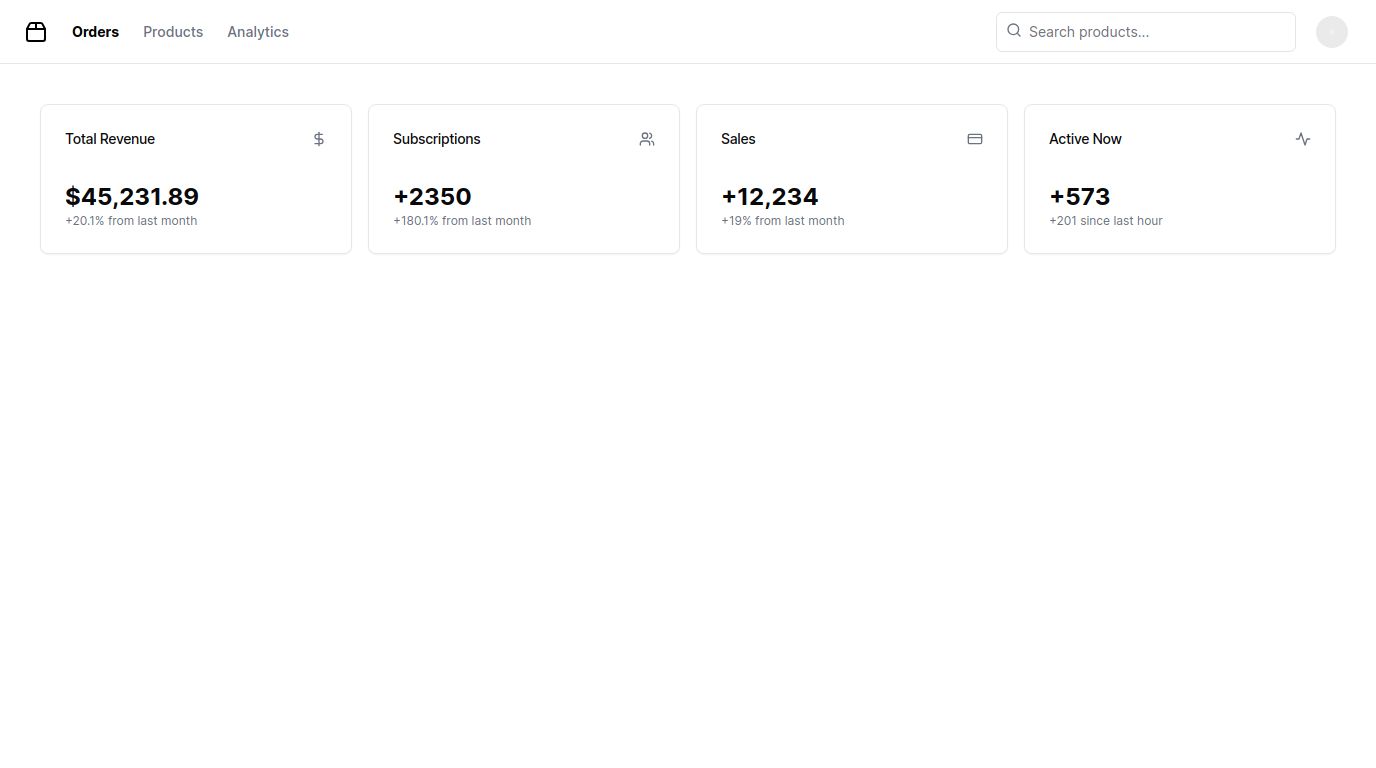 Orders
Products
Analytics
Search products...
Total Revenue
$45,231.89
+20.1% from last month
Subscriptions
+2350
+180.1% from last month
Sales
+12,234
+19% from last month
Active Now
+573
+201 since last hour